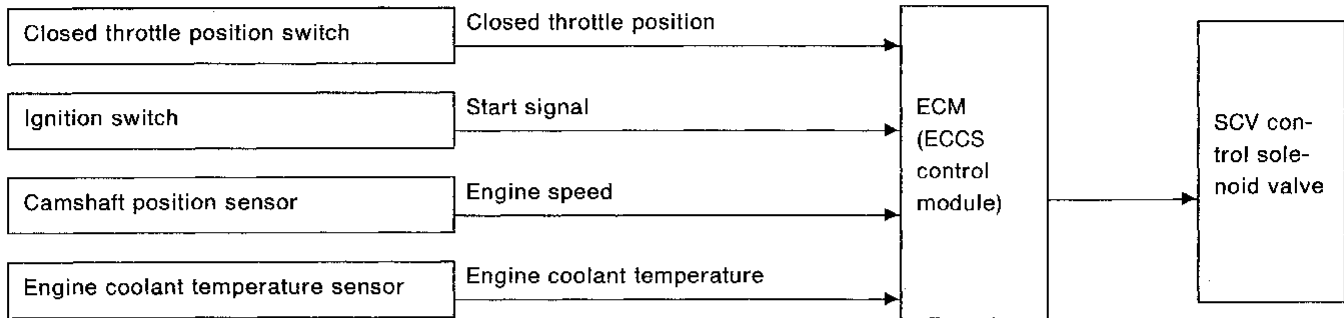 Closed throttle position switch
Closed throttle position
Ignition switch
Start signal
Camshaft position sensor
Engine speed
Engine coolant temperature sensor
Engine coolant temperature
ECM
(ECCS
control
module)
SCV con-
trol sole-
noid valve